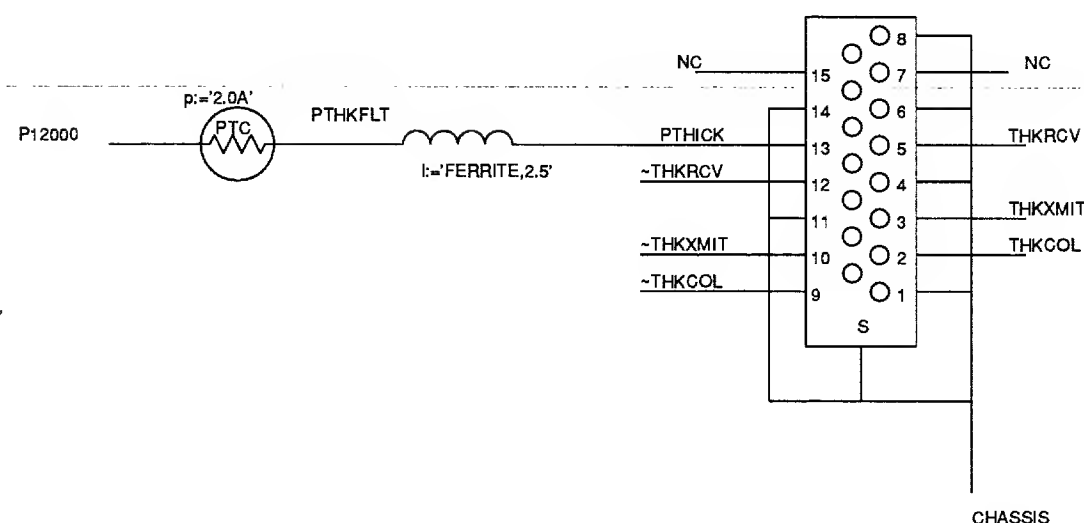 8
NC
15
7
NC
p:='2.0A'
14
6
P12000
PTC
PTHKFLT
PTHICK
13
5
THKRCV
l:='FERRITE,2.5'
~THKRCV
12
4
11
3
THKXMIT
~THKXMIT
10
2
THKCOL
~THKCOL
9
1
S
CHASSIS